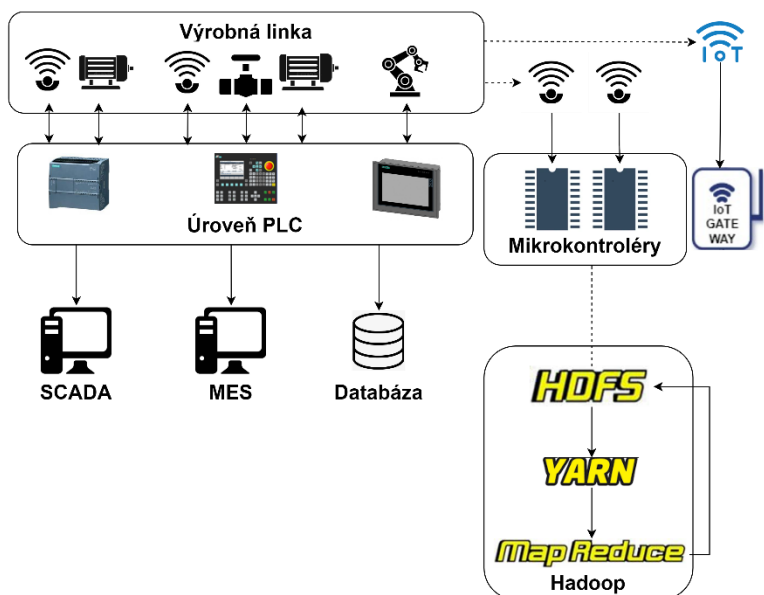 Výrobná linka
IoT
Úroveň PLC
Mikrokontroléry
IoT
GATE
WAY
SCADA
MES
Databáza
HDFS
YARN
Map Reduce
Hadoop